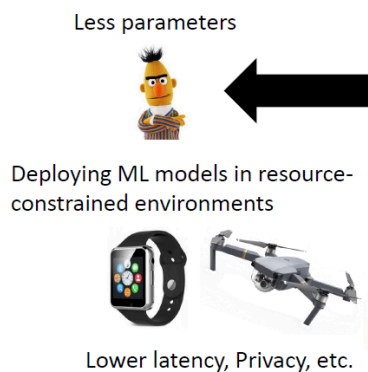 Less parameters
Deploying ML models in resource-
constrained environments
Lower latency, Privacy, etc.